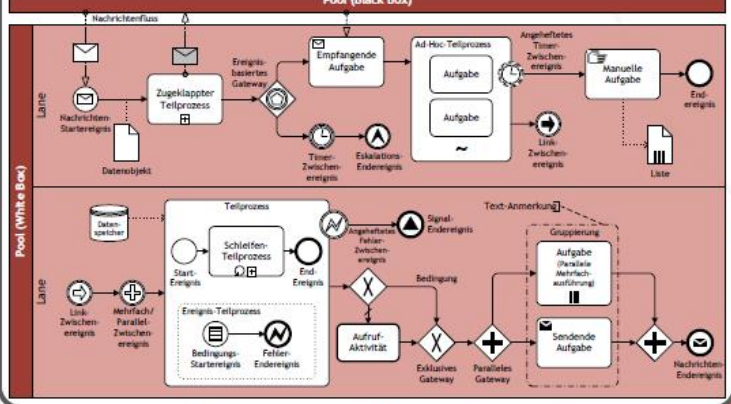 Pool (Black Box)
Nachrichtenfluss
Pool (White Box)
Lane
Nachrichten-
Startereignis
Zugeklappter
Teilprozess
Datenobjekt
Ereignis-
basiertes
Gateway
Empfangende
Aufgabe
Timer-
Zwischen-
ereignis
Eskalations-
Endereignis
Ad-Hoc-Teilprozess
Aufgabe
Aufgabe
~
Angeheftetes
Timer-
Zwischen-
ereignis
Link-
Zwischen-
ereignis
Manuelle
Aufgabe
End-
ereignis
Liste
Lane
Daten-
speicher
Link-
Zwischen-
ereignis
Mehrfach/
Parallel-
Zwischen-
ereignis
Teilprozess
Start-
Ereignis
Schleifen-
Teilprozess
End-
Ereignis
Ereignis-Teilprozess
Bedingungs-
Startereignis
Fehler-
Endereignis
Angeheftetes
Fehler-
Zwischen-
ereignis
Signal-
Endereignis
Bedingung
Aufruf-
Aktivität
Exklusives
Gateway
Paralleles
Gateway
Text-Anmerkung
Gruppierung
Aufgabe
(Parallele
Mehrfach-
ausführung)
Sendende
Aufgabe
Nachrichten-
Endereignis